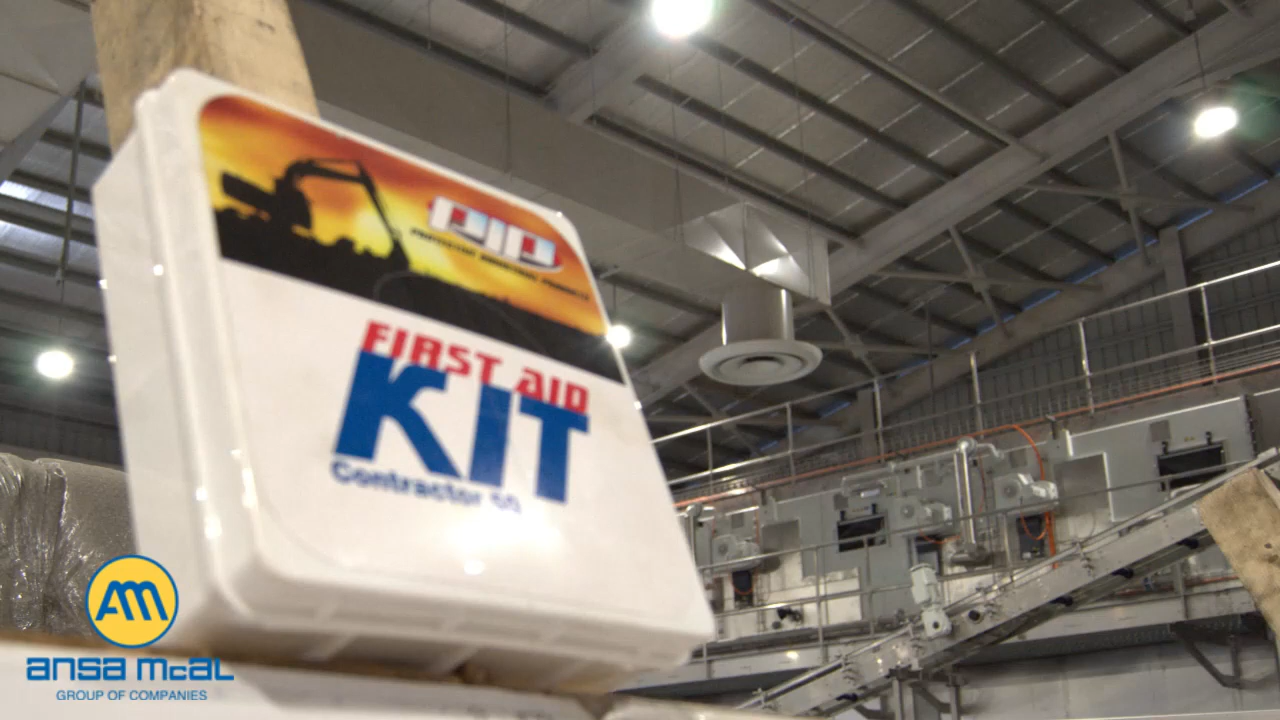 PIP
FIRST AID
KIT
Contractor 50
AM
ANSA McAL
GROUP OF COMPANIES